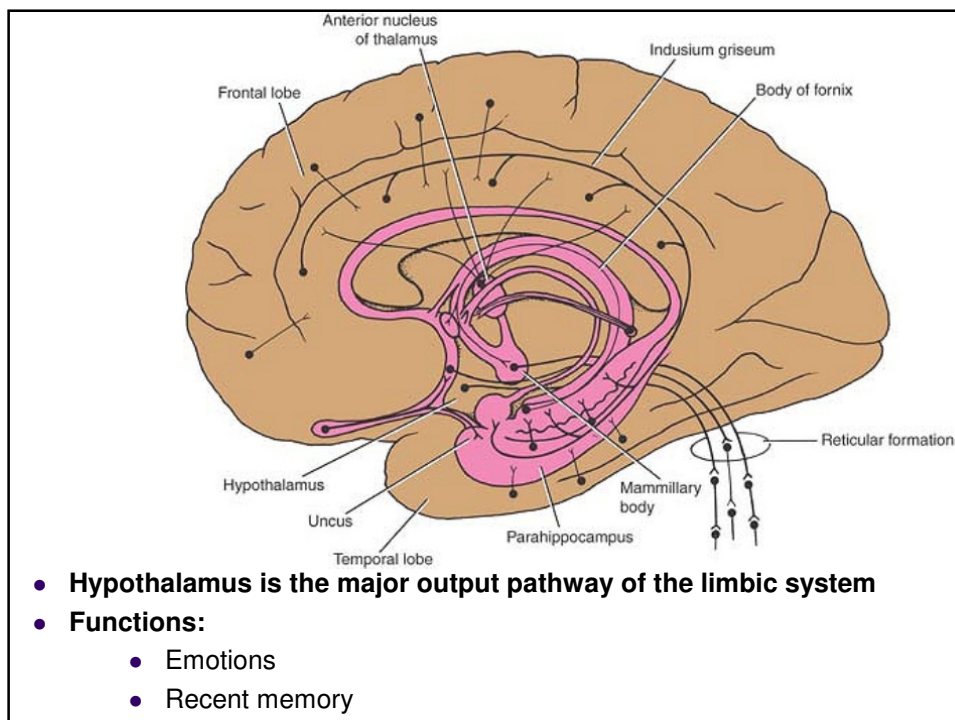 Anterior nucleus
of thalamus
Indusium griseum
Frontal lobe
Body of fornix
Reticular formation
Hypothalamus
Mammillary
body
Uncus
Parahippocampus
Temporal lobe
• Hypothalamus is the major output pathway of the limbic system
• Functions:
• Emotions
• Recent memory